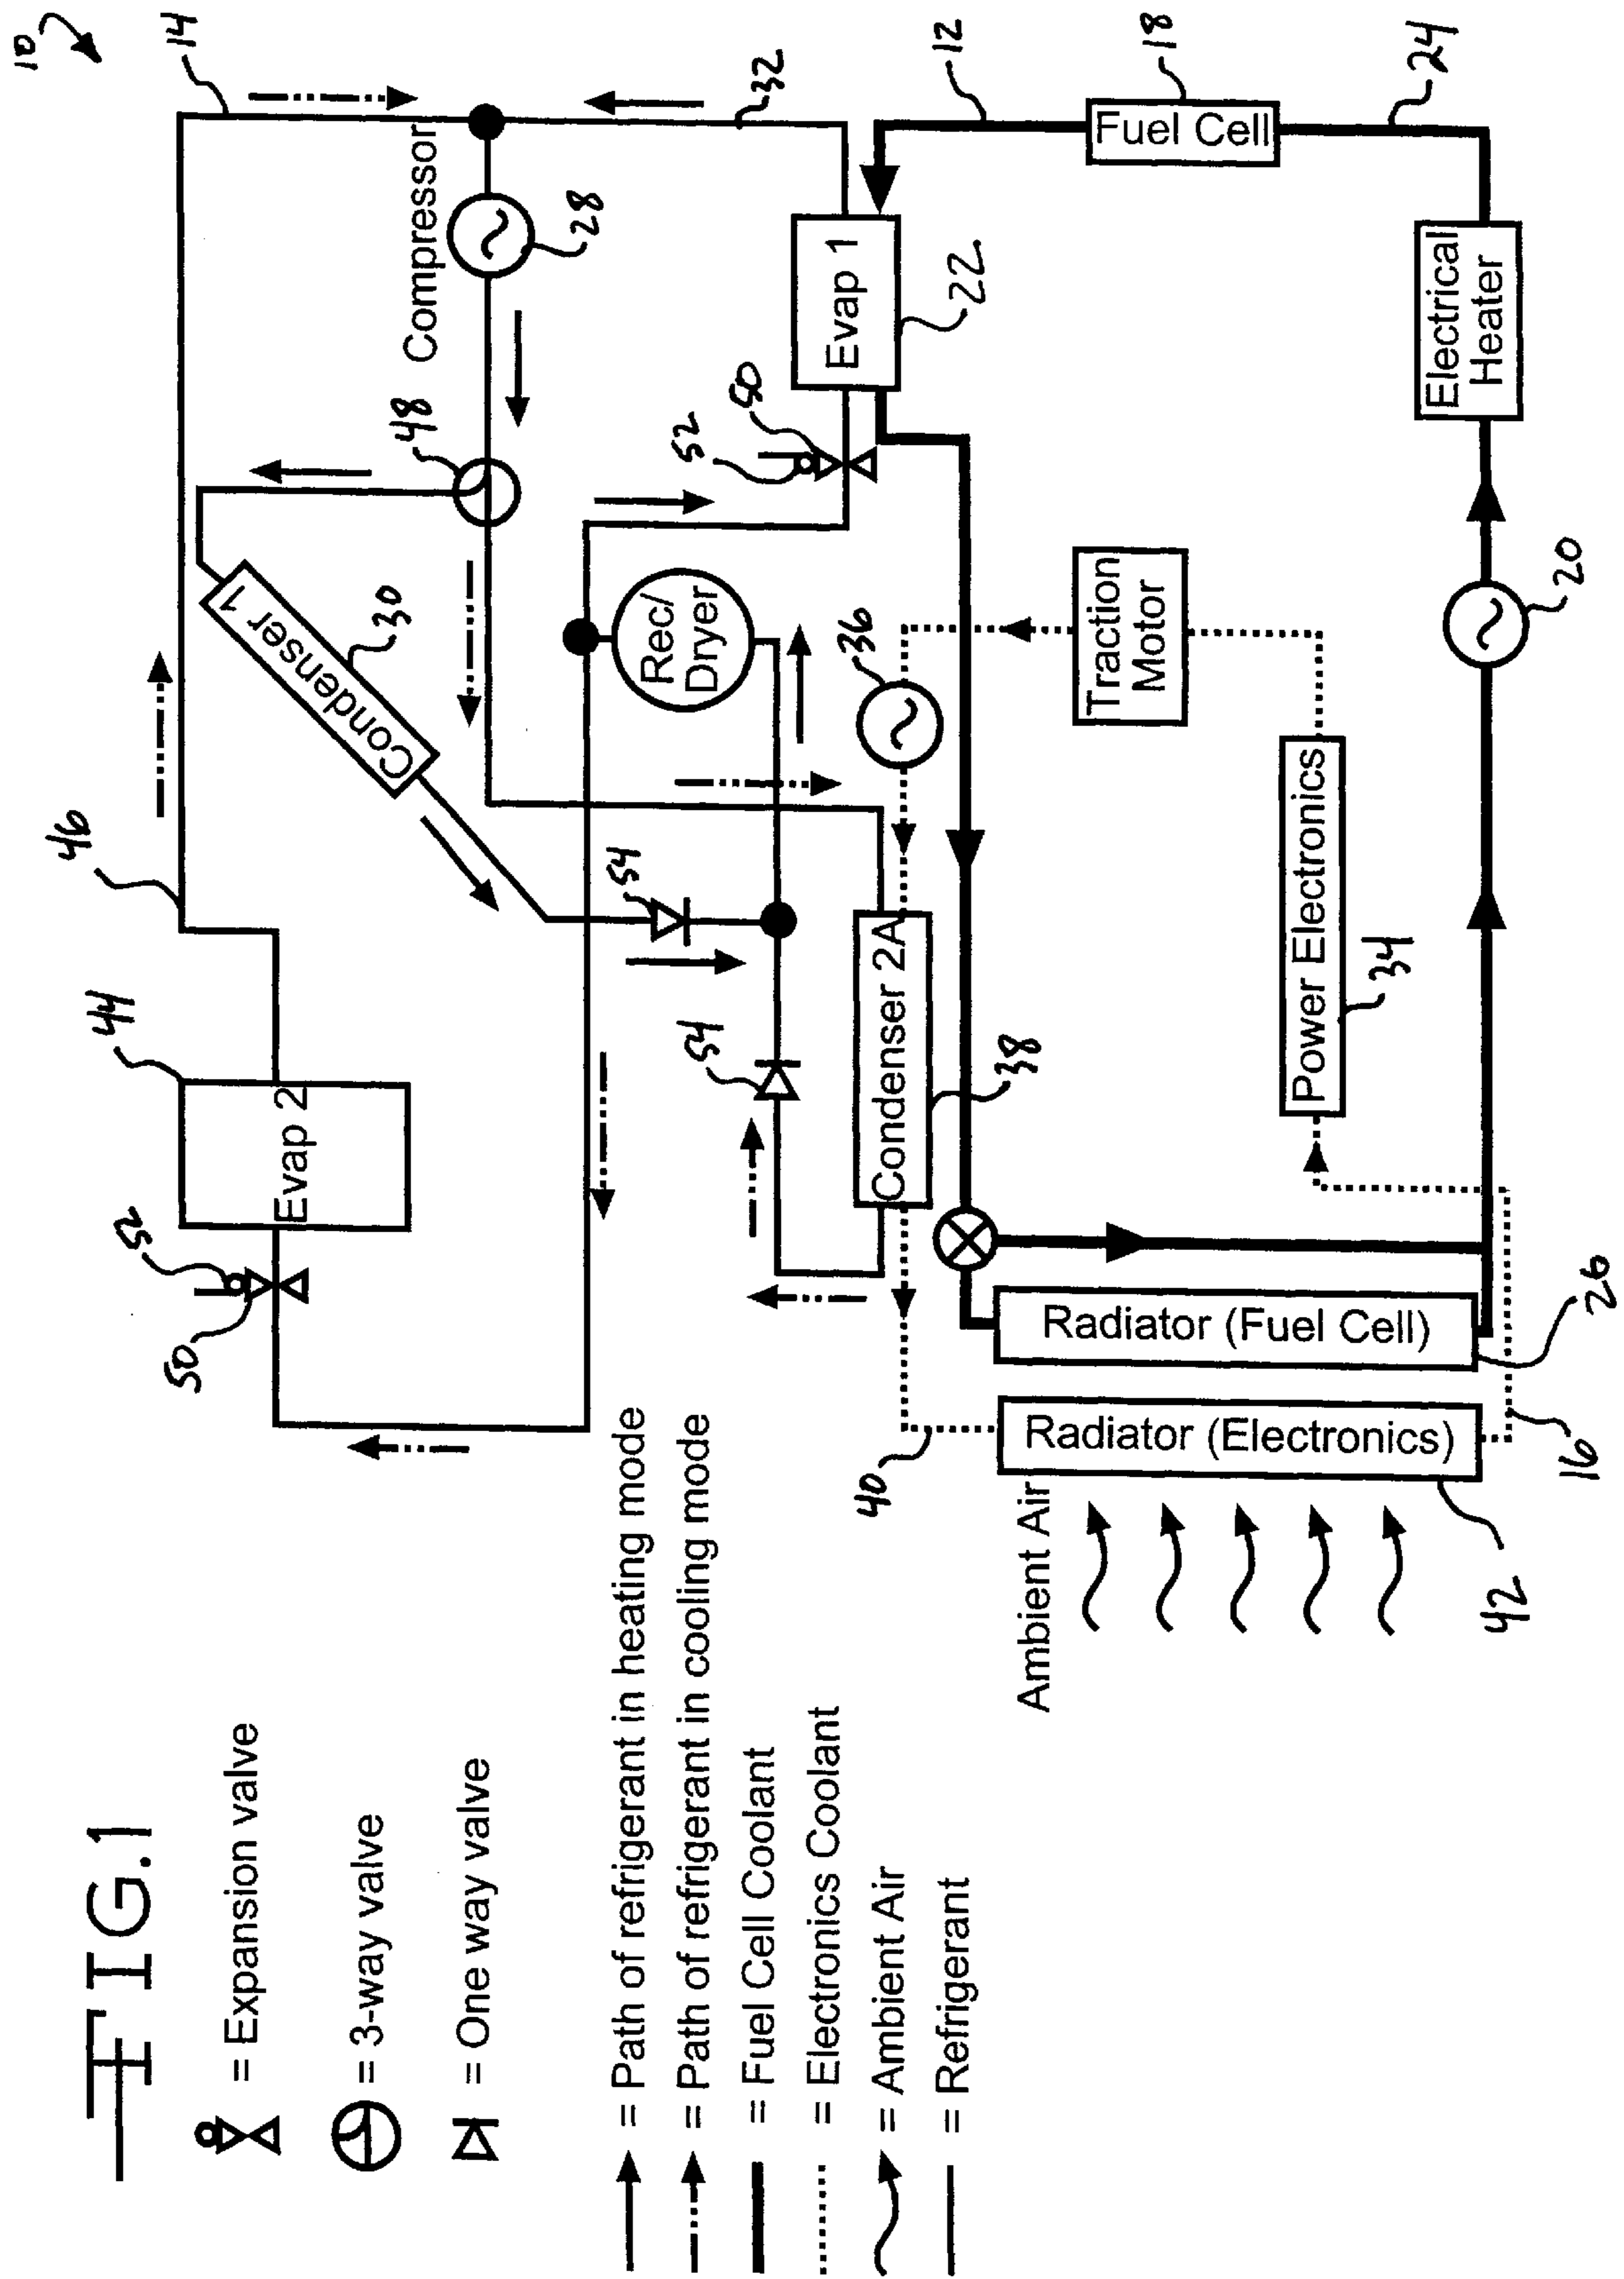 FIG.1
= Expansion valve
= 3-way valve
= One way valve
= Path of refrigerant in heating mode
= Path of refrigerant in cooling mode
= Fuel Cell Coolant
= Electronics Coolant
= Ambient Air
= Refrigerant
10
14
46
44
Evap 2
52
50
Condenser 1
30
48
Compressor
28
32
12
Fuel Cell
18
24
Evap 1
22
50
52
Rec/
Dryer
54
54
36
Condenser 2A
38
Traction
Motor
Electrical
Heater
20
Power Electronics
34
40
Radiator (Fuel Cell)
26
Radiator (Electronics)
16
42
Ambient Air